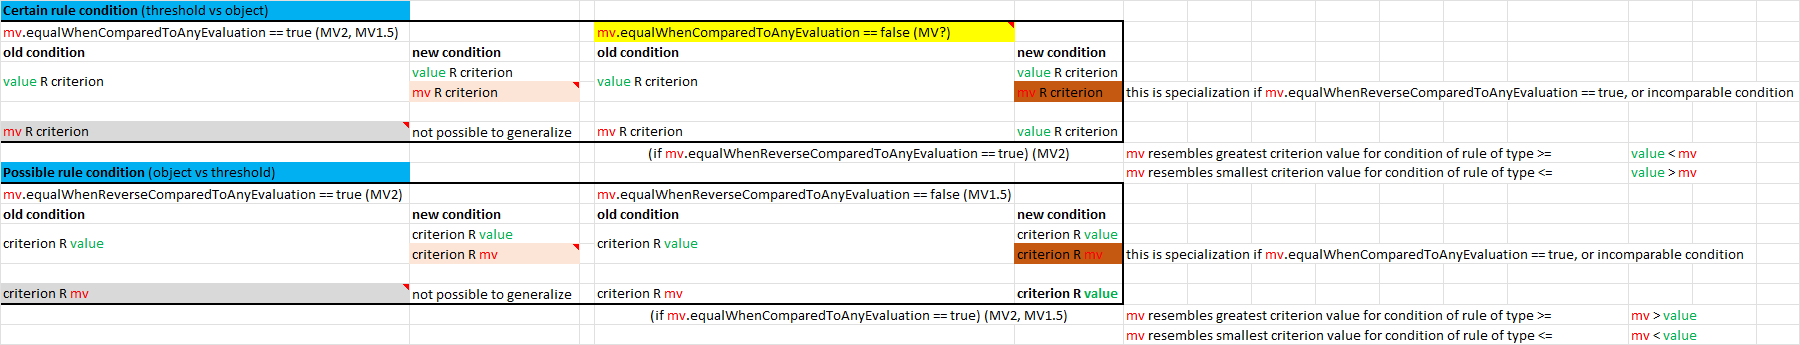 Certain rule condition (threshold vs object)
mv.equalWhenComparedToAnyEvaluation == true (MV2, MV1.5) mv.equalWhenComparedToAnyEvaluation == false (MV?)
old condition new condition old condition new condition
value R criterion value R criterion value R criterion value R criterion
mv R criterion mv R criterion this is specialization if mv.equalWhenReverseComparedToAnyEvaluation == true, or incomparable condition
mv R criterion not possible to generalize mv R criterion value R criterion
(if mv.equalWhenReverseComparedToAnyEvaluation == true) (MV2) mv resembles greatest criterion value for condition of rule of type >= value < mv
Possible rule condition (object vs threshold) mv resembles smallest criterion value for condition of rule of type <= value > mv
mv.equalWhenReverseComparedToAnyEvaluation == true (MV2) mv.equalWhenReverseComparedToAnyEvaluation == false (MV1.5)
old condition new condition old condition new condition
criterion R value criterion R value criterion R value criterion R value
criterion R mv criterion R mv this is specialization if mv.equalWhenComparedToAnyEvaluation == true, or incomparable condition
criterion R mv not possible to generalize criterion R mv criterion R value
(if mv.equalWhenComparedToAnyEvaluation == true) (MV2, MV1.5) mv resembles greatest criterion value for condition of rule of type >= mv > value
mv resembles smallest criterion value for condition of rule of type <= mv < value